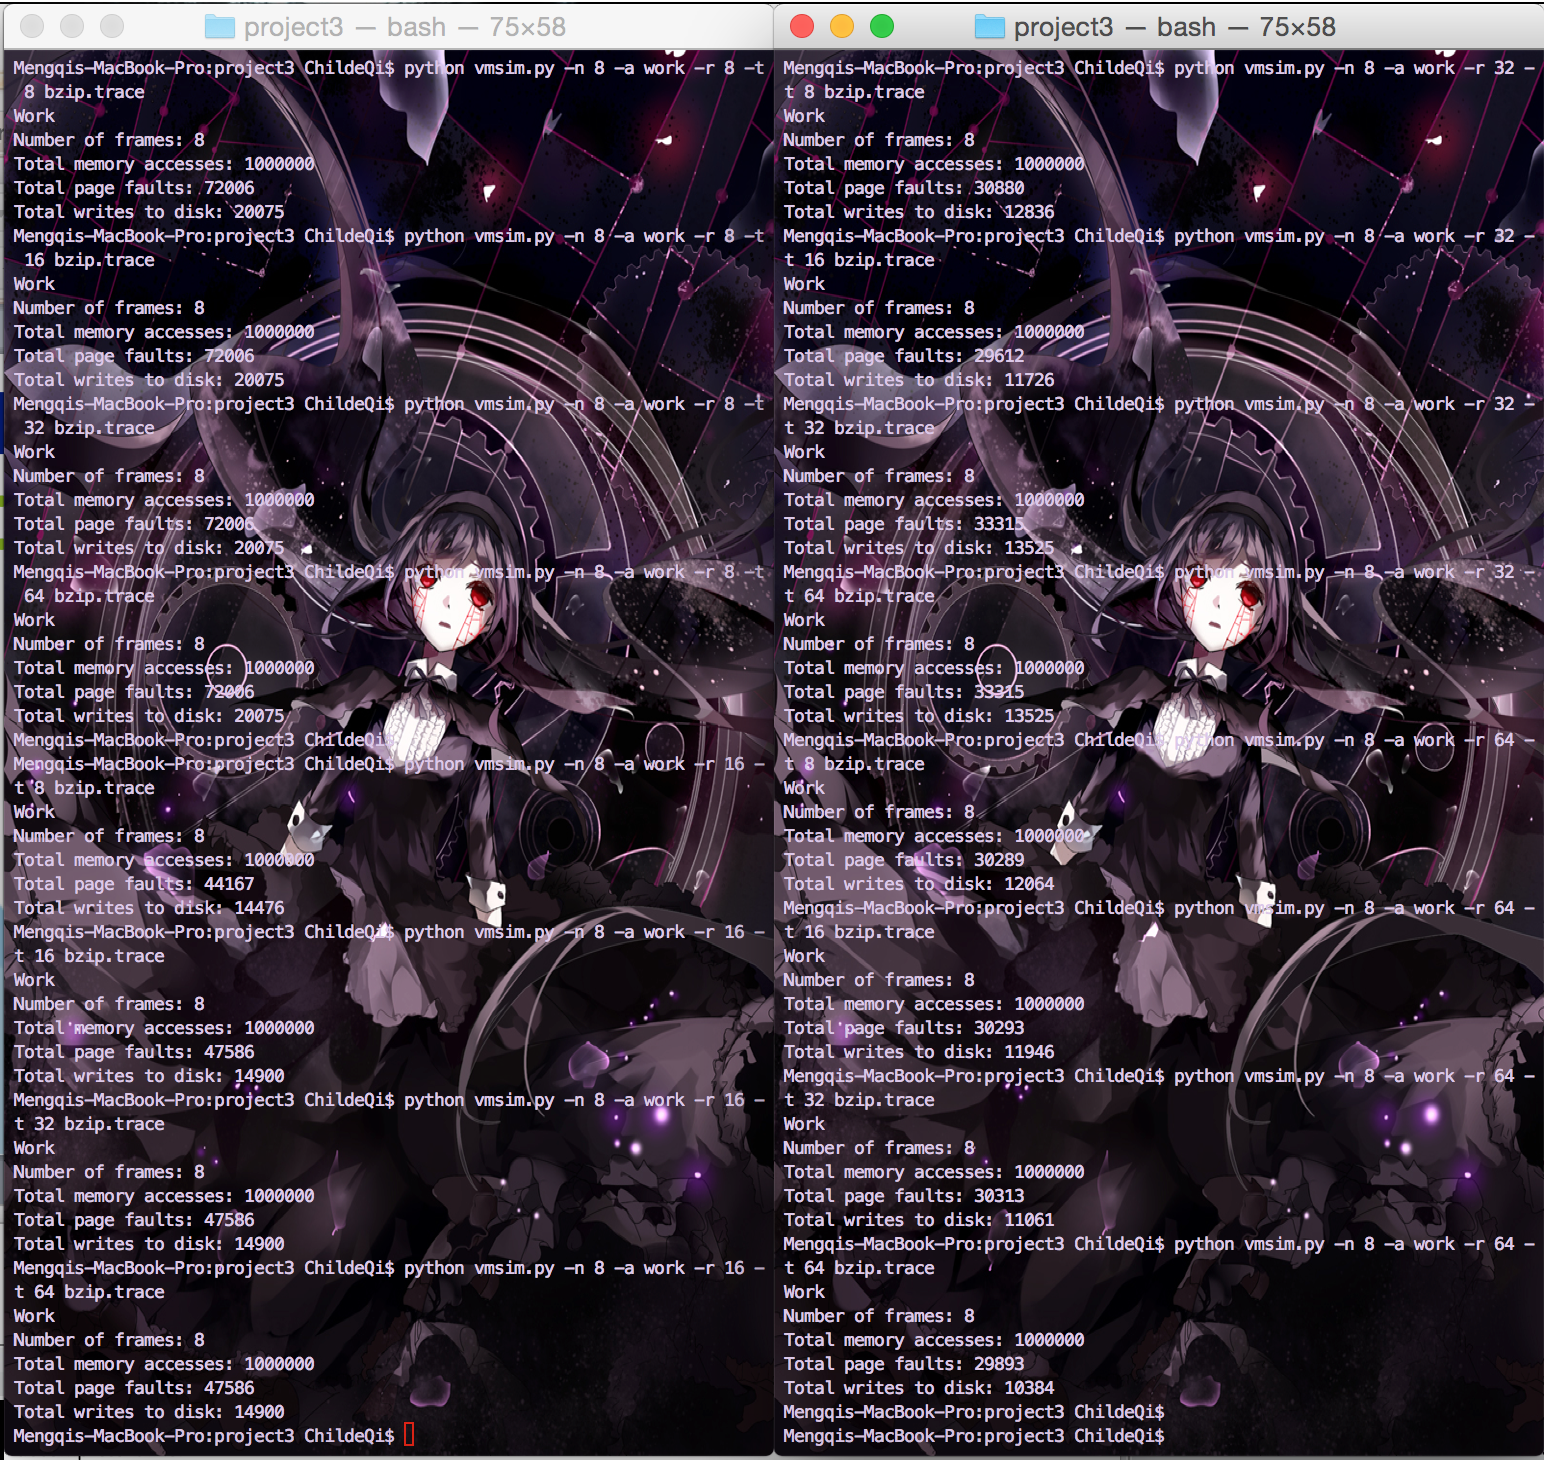 project3 — bash — 75×58
Mengqis-MacBook-Pro:project3 ChildeQi$ python vmsim.py -n 8 -a work -r 8 -t
8 bzip.trace
Work
Number of frames: 8
Total memory accesses: 1000000
Total page faults: 72006
Total writes to disk: 20075
Mengqis-MacBook-Pro:project3 ChildeQi$ python vmsim.py -n 8 -a work -r 8 -t
16 bzip.trace
Work
Number of frames: 8
Total memory accesses: 1000000
Total page faults: 72006
Total writes to disk: 20075
Mengqis-MacBook-Pro:project3 ChildeQi$ python vmsim.py -n 8 -a work -r 8 -t
32 bzip.trace
Work
Number of frames: 8
Total memory accesses: 1000000
Total page faults: 72006
Total writes to disk: 20075
Mengqis-MacBook-Pro:project3 ChildeQi$ python vmsim.py -n 8 -a work -r 8 -t
64 bzip.trace
Work
Number of frames: 8
Total memory accesses: 1000000
Total page faults: 72006
Total writes to disk: 20075
Mengqis-MacBook-Pro:project3 ChildeQi$
Mengqis-MacBook-Pro:project3 ChildeQi$ python vmsim.py -n 8 -a work -r 16 -
t 8 bzip.trace
Work
Number of frames: 8
Total memory accesses: 1000000
Total page faults: 44167
Total writes to disk: 14476
Mengqis-MacBook-Pro:project3 ChildeQi$ python vmsim.py -n 8 -a work -r 16 -
t 16 bzip.trace
Work
Number of frames: 8
Total memory accesses: 1000000
Total page faults: 47586
Total writes to disk: 14900
Mengqis-MacBook-Pro:project3 ChildeQi$ python vmsim.py -n 8 -a work -r 16 -
t 32 bzip.trace
Work
Number of frames: 8
Total memory accesses: 1000000
Total page faults: 47586
Total writes to disk: 14900
Mengqis-MacBook-Pro:project3 ChildeQi$ python vmsim.py -n 8 -a work -r 16 -
t 64 bzip.trace
Work
Number of frames: 8
Total memory accesses: 1000000
Total page faults: 47586
Total writes to disk: 14900
Mengqis-MacBook-Pro:project3 ChildeQi$
project3 — bash — 75×58
Mengqis-MacBook-Pro:project3 ChildeQi$ python vmsim.py -n 8 -a work -r 32 -
t 8 bzip.trace
Work
Number of frames: 8
Total memory accesses: 1000000
Total page faults: 30880
Total writes to disk: 12836
Mengqis-MacBook-Pro:project3 ChildeQi$ python vmsim.py -n 8 -a work -r 32 -
t 16 bzip.trace
Work
Number of frames: 8
Total memory accesses: 1000000
Total page faults: 29612
Total writes to disk: 11726
Mengqis-MacBook-Pro:project3 ChildeQi$ python vmsim.py -n 8 -a work -r 32 -
t 32 bzip.trace
Work
Number of frames: 8
Total memory accesses: 1000000
Total page faults: 33315
Total writes to disk: 13525
Mengqis-MacBook-Pro:project3 ChildeQi$ python vmsim.py -n 8 -a work -r 32 -
t 64 bzip.trace
Work
Number of frames: 8
Total memory accesses: 1000000
Total page faults: 33315
Total writes to disk: 13525
Mengqis-MacBook-Pro:project3 ChildeQi$ python vmsim.py -n 8 -a work -r 64 -
t 8 bzip.trace
Work
Number of frames: 8
Total memory accesses: 1000000
Total page faults: 30289
Total writes to disk: 12064
Mengqis-MacBook-Pro:project3 ChildeQi$ python vmsim.py -n 8 -a work -r 64 -
t 16 bzip.trace
Work
Number of frames: 8
Total memory accesses: 1000000
Total page faults: 30293
Total writes to disk: 11946
Mengqis-MacBook-Pro:project3 ChildeQi$ python vmsim.py -n 8 -a work -r 64 -
t 32 bzip.trace
Work
Number of frames: 8
Total memory accesses: 1000000
Total page faults: 30313
Total writes to disk: 11061
Mengqis-MacBook-Pro:project3 ChildeQi$ python vmsim.py -n 8 -a work -r 64 -
t 64 bzip.trace
Work
Number of frames: 8
Total memory accesses: 1000000
Total page faults: 29893
Total writes to disk: 10384
Mengqis-MacBook-Pro:project3 ChildeQi$
Mengqis-MacBook-Pro:project3 ChildeQi$